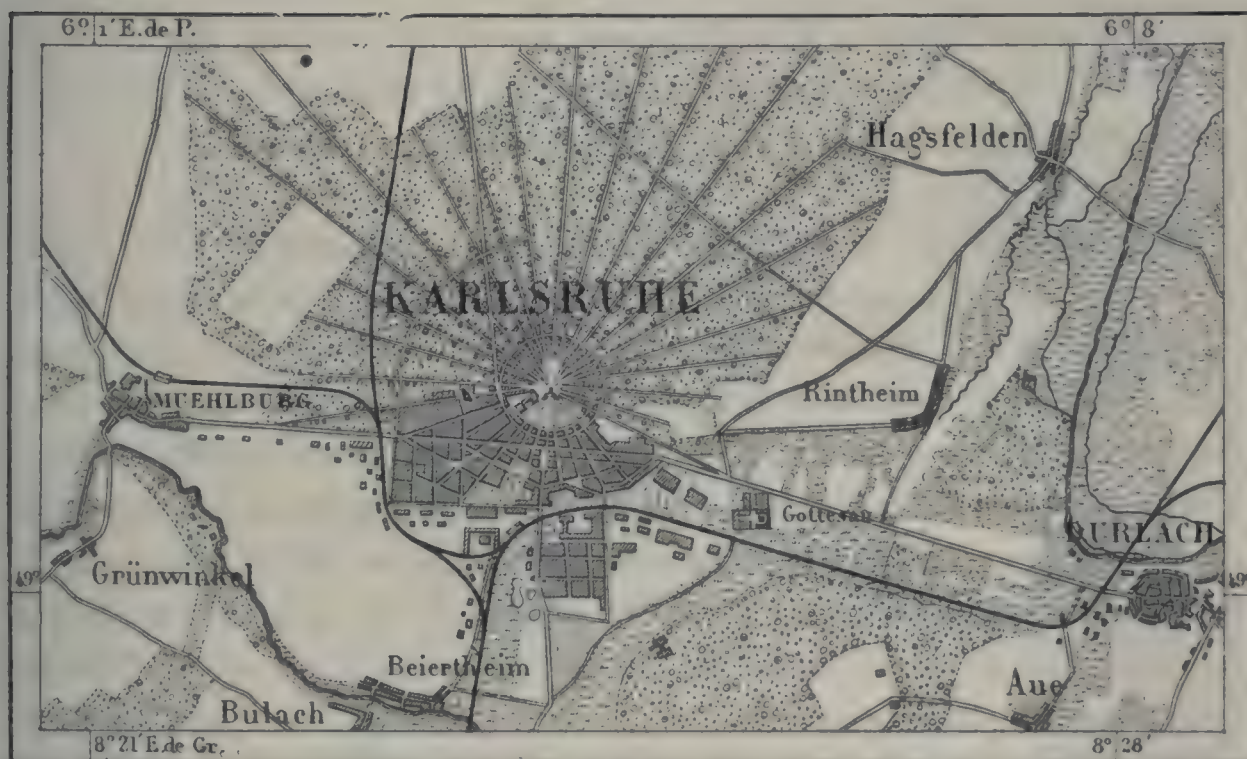 6° 1' E. de P.
6° 8'
Hagsfelden
KARLSRUHE
MUEHLBURG
Rintheim
Gottesau
DURLACH
Grünwinkel
49°
49°
Beiertheim
Aue
Bulach
8° 21' E. de Gr.
8° 28'